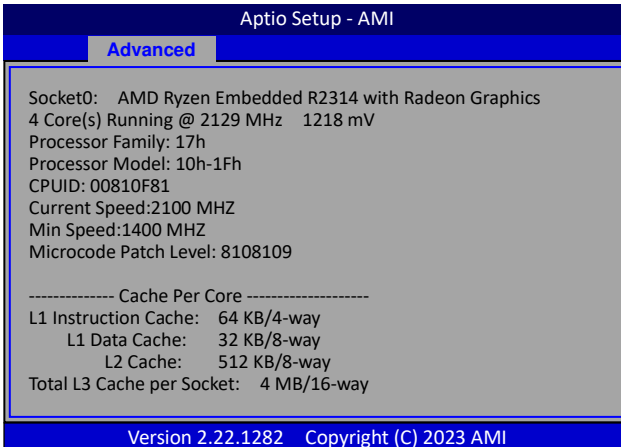 Aptio Setup - AMI
Advanced
Socket0: AMD Ryzen Embedded R2314 with Radeon Graphics
4 Core(s) Running @ 2129 MHz 1218 mV
Processor Family: 17h
Processor Model: 10h-1Fh
CPUID: 00810F81
Current Speed:2100 MHZ
Min Speed:1400 MHZ
Microcode Patch Level: 8108109
-------------- Cache Per Core --------------------
L1 Instruction Cache: 64 KB/4-way
L1 Data Cache: 32 KB/8-way
L2 Cache: 512 KB/8-way
Total L3 Cache per Socket: 4 MB/16-way
Version 2.22.1282 Copyright (C) 2023 AMI